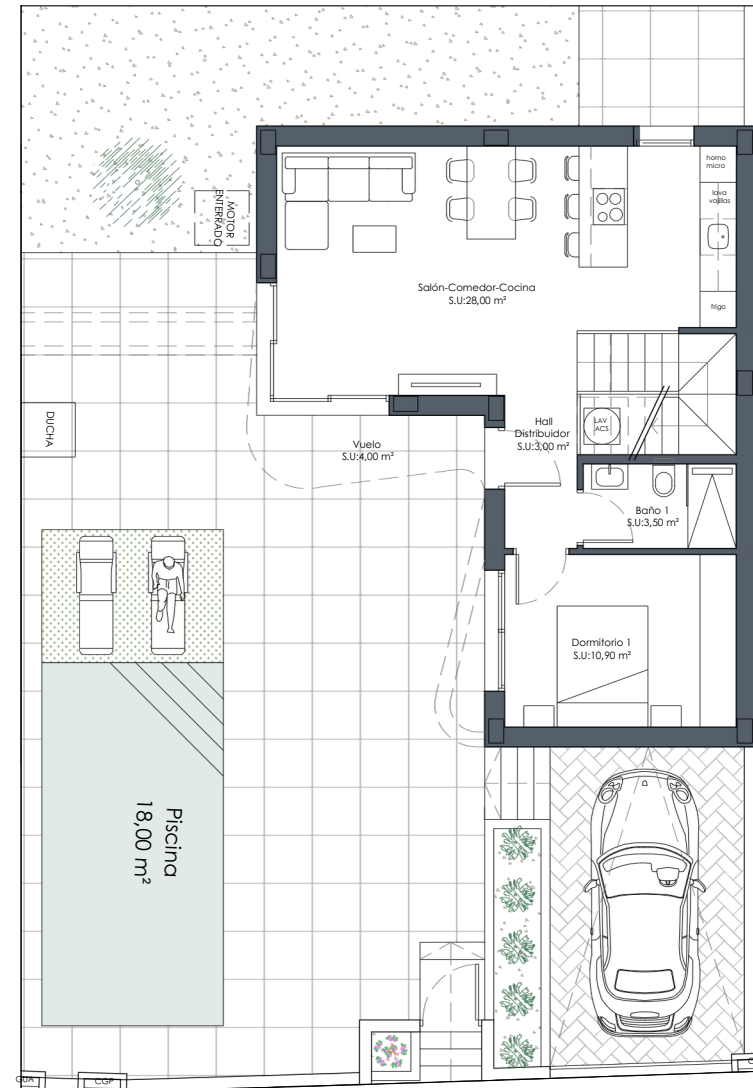 horno
micro
lava
vajillas
frigo
MOTOR
ENTERRADO
Salón-Comedor-Cocina
S.U:28,00 m²
DUCHA
Hall
Distribuidor
S.U:3,00 m²
LAV
ACS
Vuelo
S.U:4,00 m²
Baño 1
S.U:3,50 m²
Dormitorio 1
S.U:10,90 m²
Piscina
18,00 m²
CGP